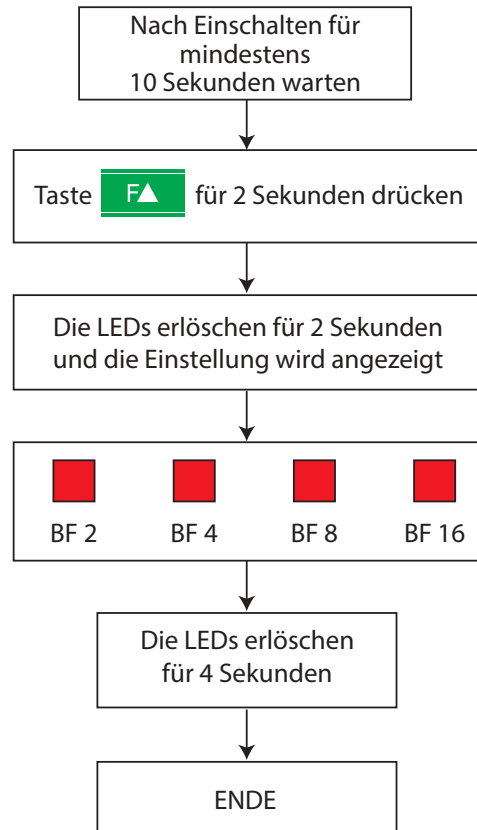 Nach Einschalten für
mindestens
10 Sekunden warten
Taste F▲ für 2 Sekunden drücken
Die LEDs erlöschen für 2 Sekunden
und die Einstellung wird angezeigt
BF 2 BF 4 BF 8 BF 16
Die LEDs erlöschen
für 4 Sekunden
ENDE